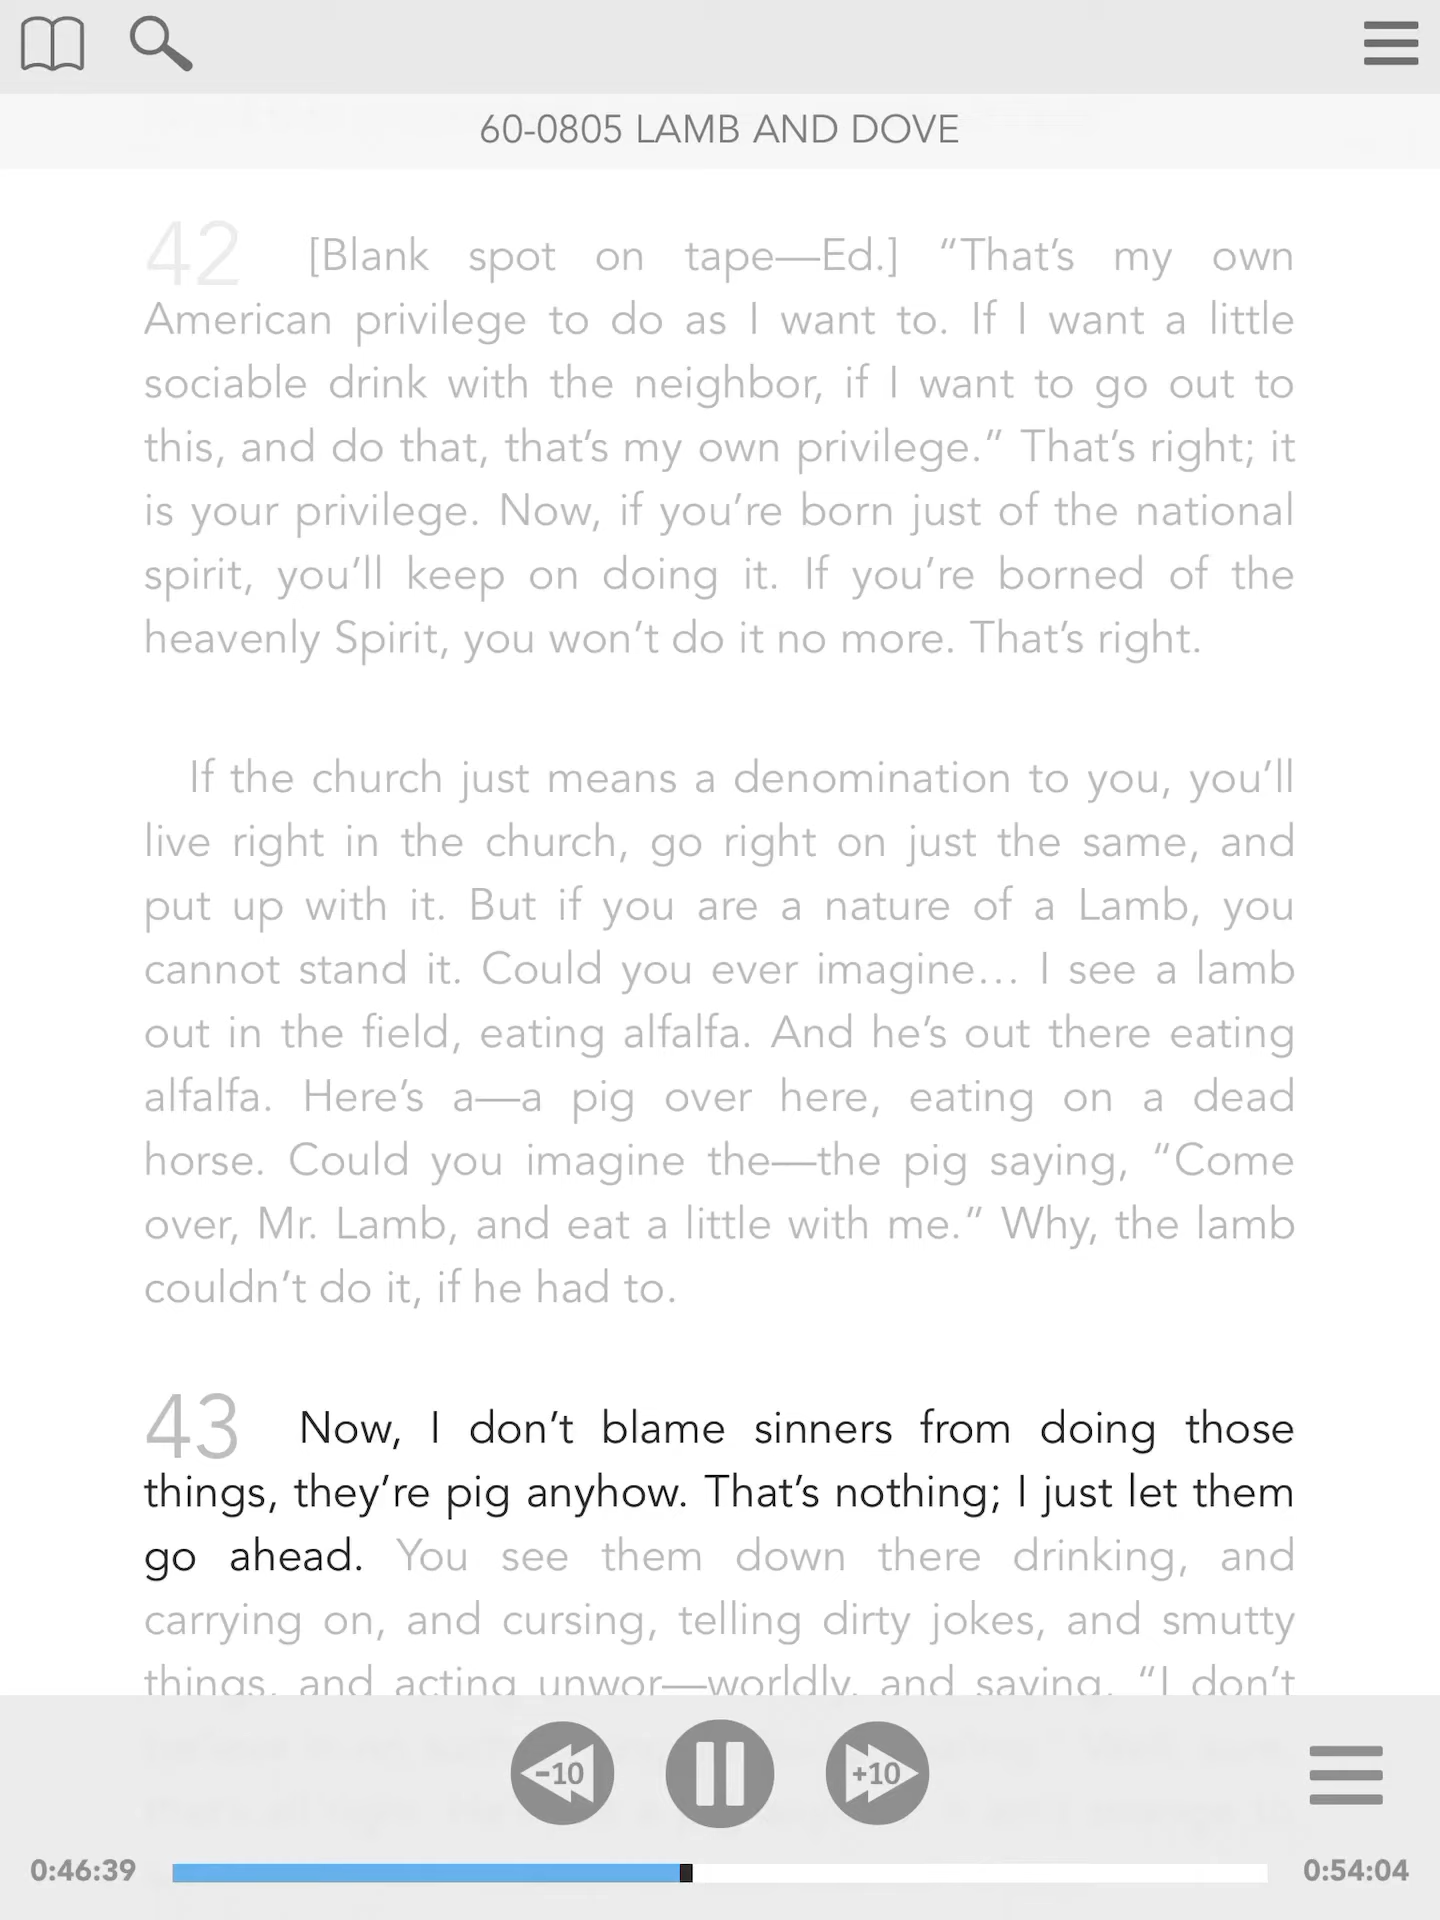 60-0805 LAMB AND DOVE
42 [Blank spot on tape—Ed.] “That’s my own
American privilege to do as I want to. If I want a little
sociable drink with the neighbor, if I want to go out to
this, and do that, that’s my own privilege.” That’s right; it
is your privilege. Now, if you’re born just of the national
spirit, you’ll keep on doing it. If you’re borned of the
heavenly Spirit, you won’t do it no more. That’s right.
If the church just means a denomination to you, you’ll
live right in the church, go right on just the same, and
put up with it. But if you are a nature of a Lamb, you
cannot stand it. Could you ever imagine… I see a lamb
out in the field, eating alfalfa. And he’s out there eating
alfalfa. Here’s a—a pig over here, eating on a dead
horse. Could you imagine the—the pig saying, “Come
over, Mr. Lamb, and eat a little with me.” Why, the lamb
couldn’t do it, if he had to.
43 Now, I don’t blame sinners from doing those
things, they’re pig anyhow. That’s nothing; I just let them
go ahead. You see them down there drinking, and
carrying on, and cursing, telling dirty jokes, and smutty
things, and acting unwor—worldly, and saying, “I don’t
-10 +10
0:46:39 0:54:04